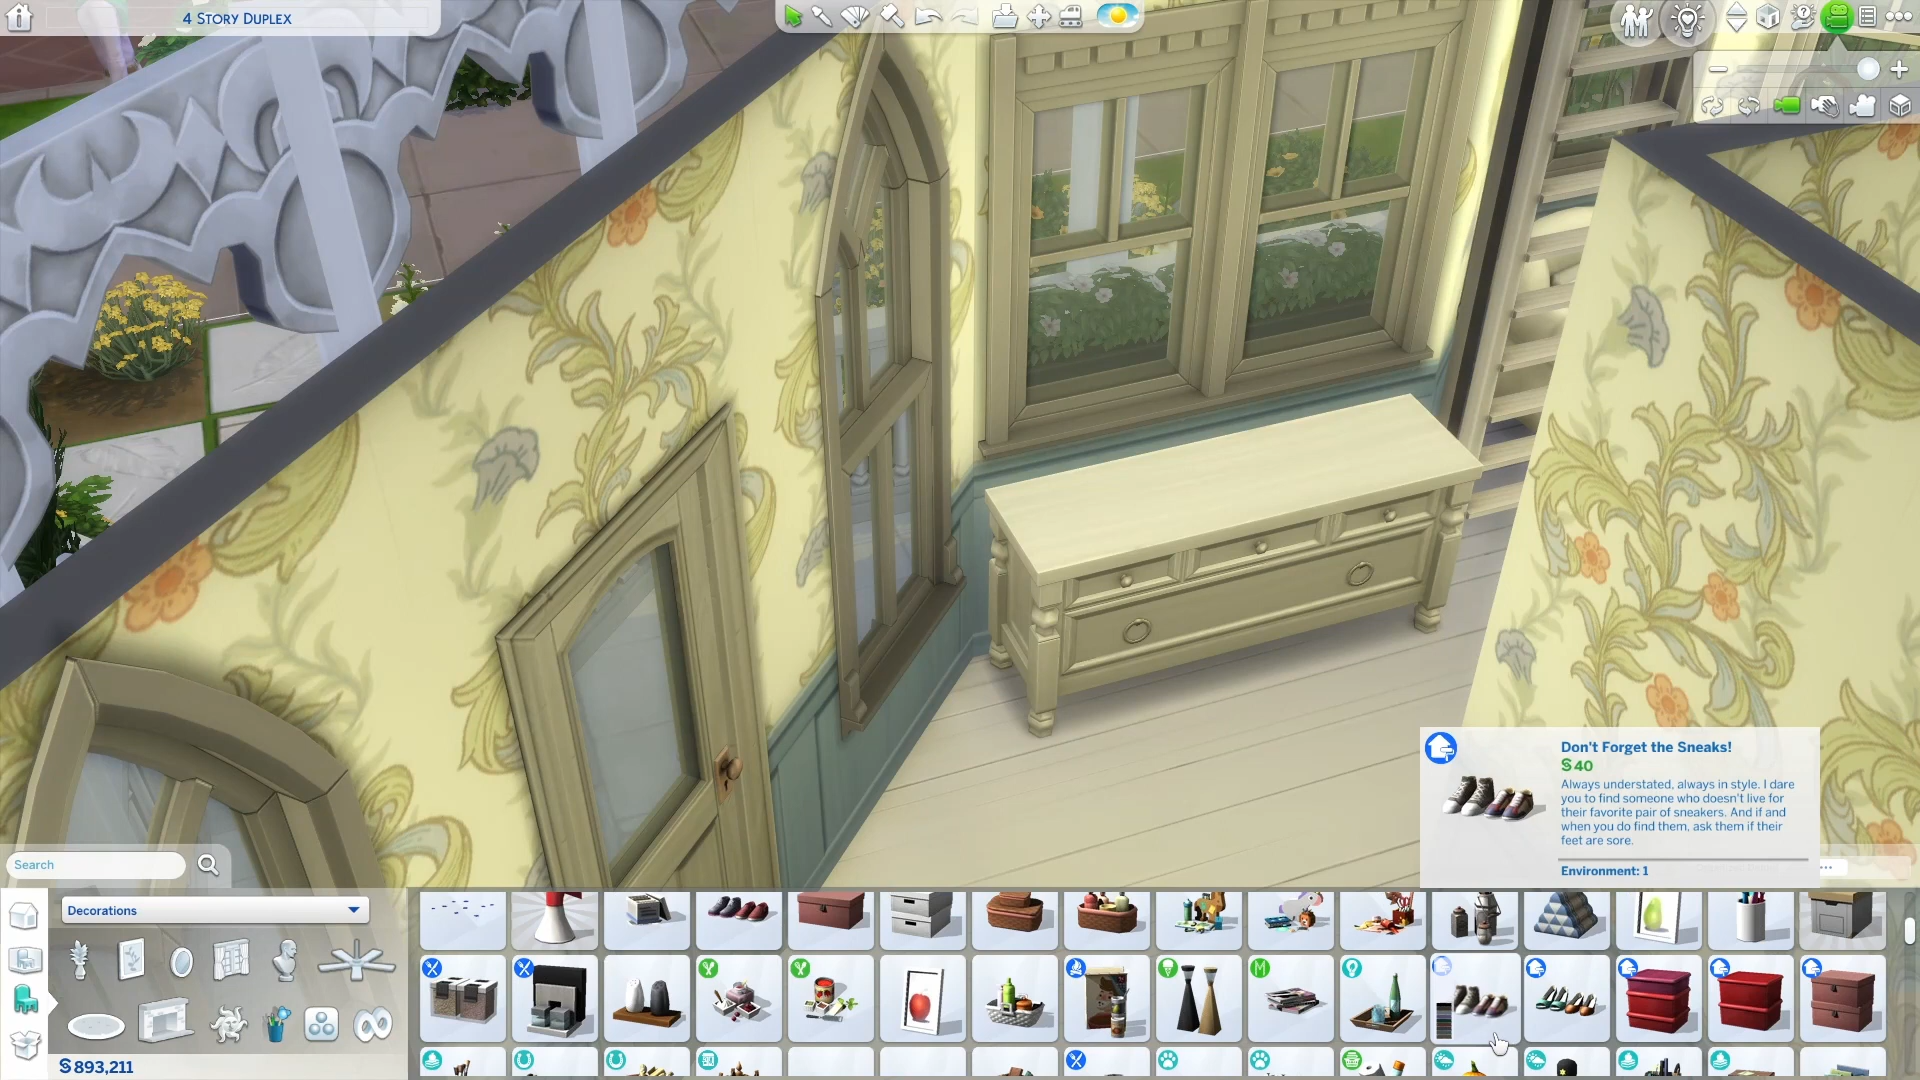 4 Story Duplex
Don't Forget the Sneaks!
§40
Always understated, always in style. I dare
you to find someone who doesn't live for
their favorite pair of sneakers. And if and
when you do find them, ask them if their
feet are sore.
Environment: 1
Search
Decorations
§893,211